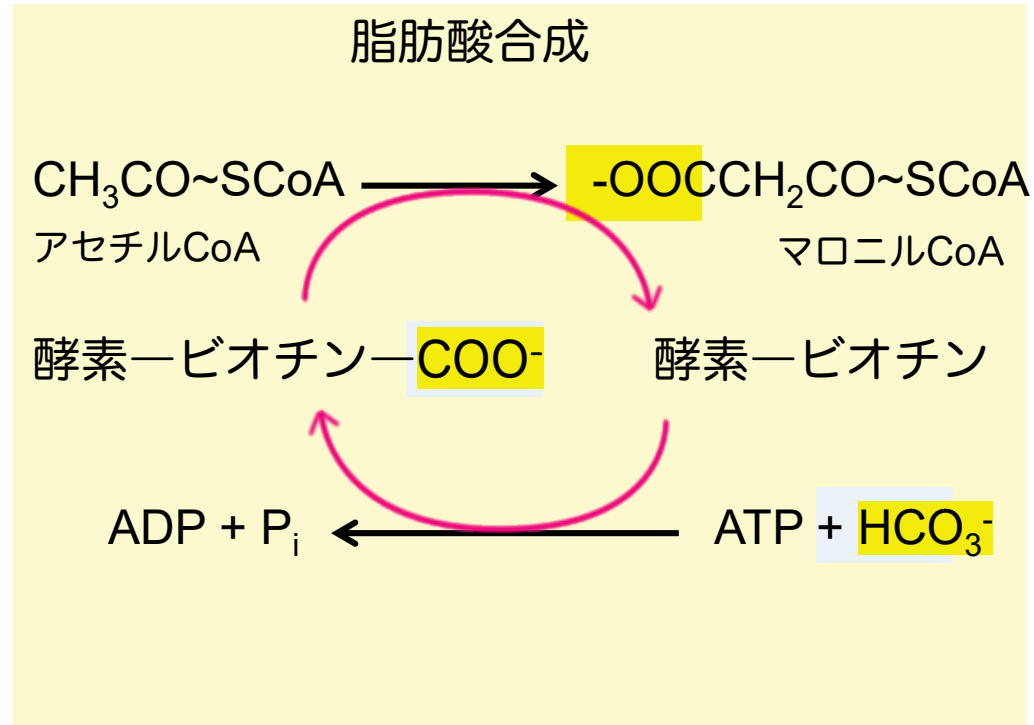 脂肪酸合成
CH₃CO~SCoA → -OOCCH₂CO~SCoA
アセチルCoA マロニルCoA
酵素―ビオチン―COO⁻ 酵素―ビオチン
ADP + Pᵢ ← ATP + HCO₃⁻